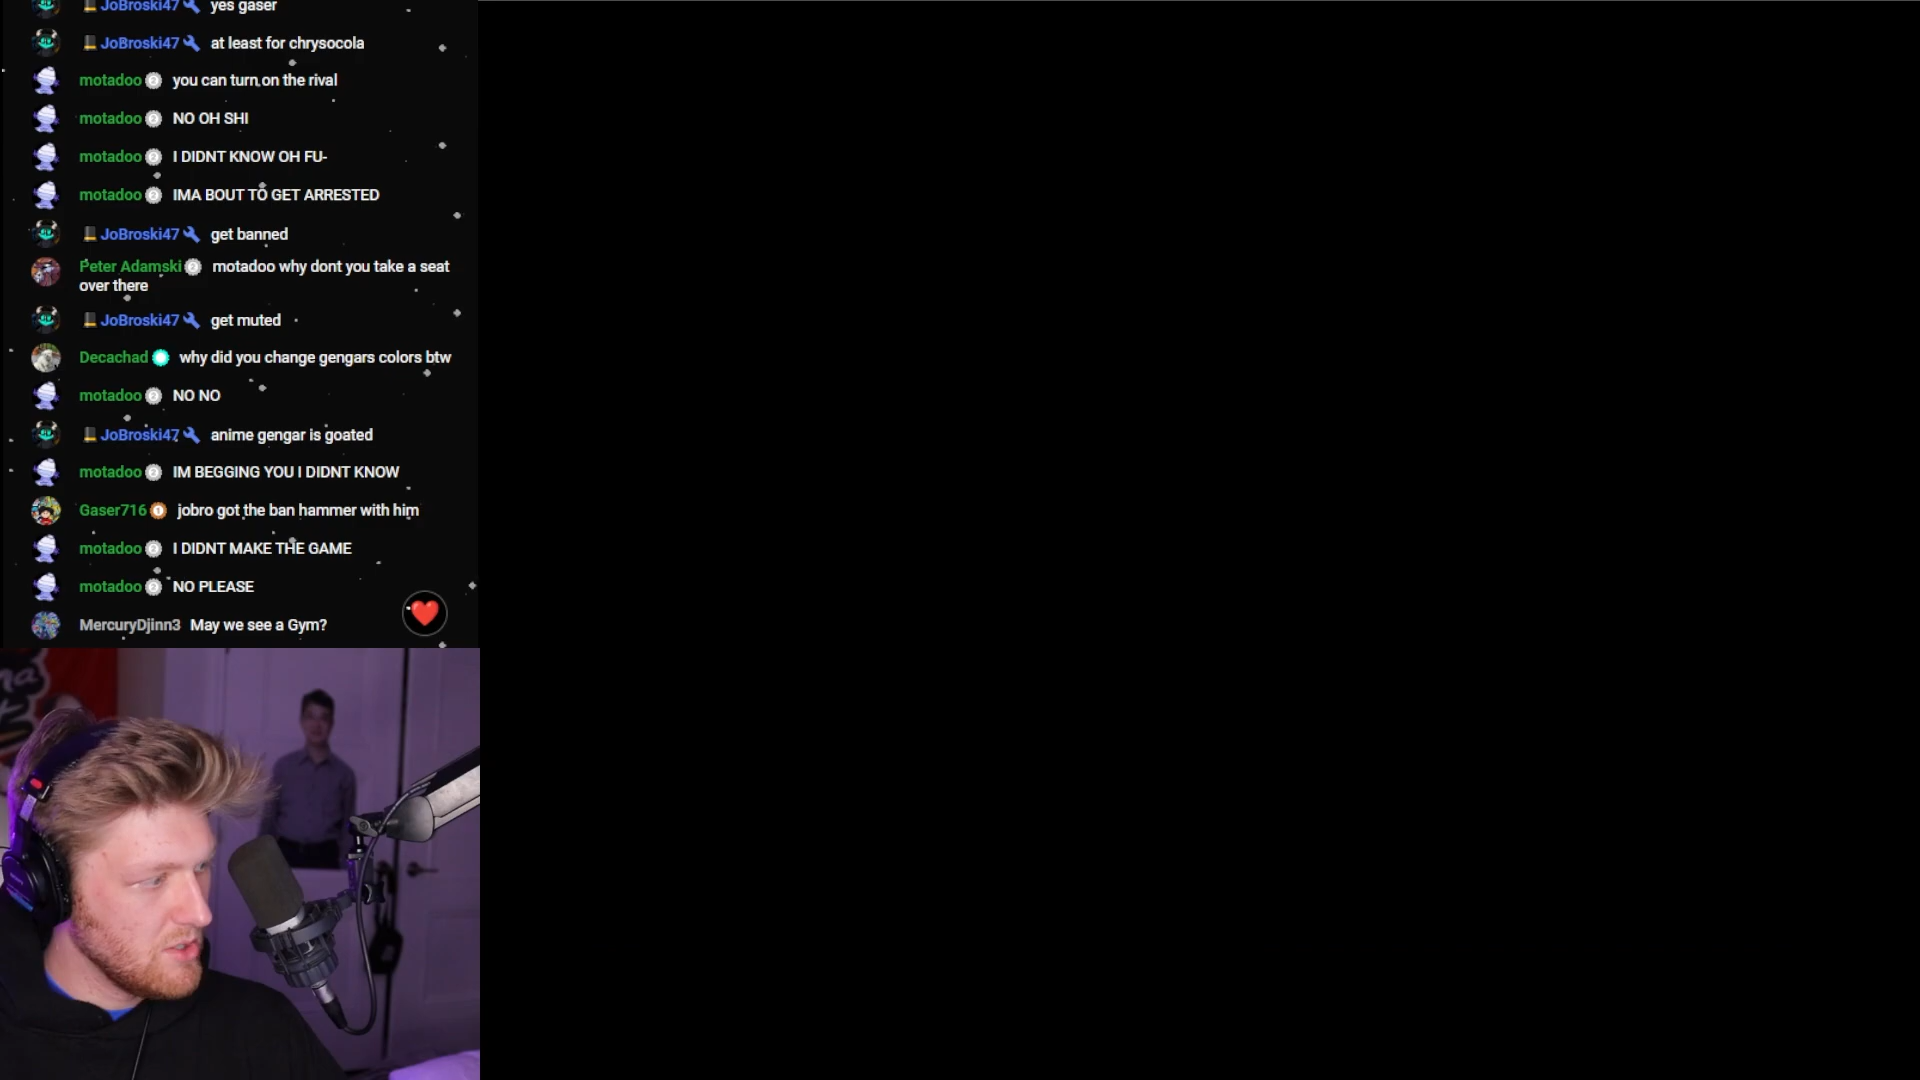 JoBroski47 yes gaser
JoBroski47 at least for chrysocola
motadoo you can turn on the rival
motadoo NO OH SHI
motadoo I DIDNT KNOW OH FU-
motadoo IMA BOUT TO GET ARRESTED
JoBroski47 get banned
Peter Adamski motadoo why dont you take a seat
over there
JoBroski47 get muted
Decachad why did you change gengars colors btw
motadoo NO NO
JoBroski47 anime gengar is goated
motadoo IM BEGGING YOU I DIDNT KNOW
Gaser716 jobro got the ban hammer with him
motadoo I DIDNT MAKE THE GAME
motadoo NO PLEASE
MercuryDjinn3 May we see a Gym?